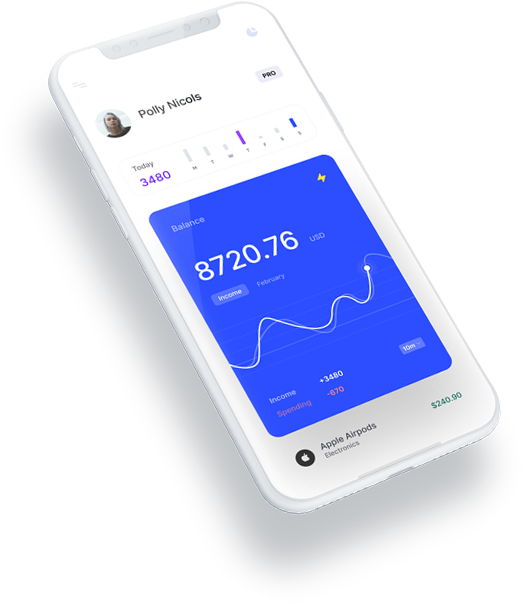 PRO
Polly Nicols
Today
3480
M T W T F S S
Balance
8720.76 USD
Income February
10m
Income +3480
Spending -670
Apple Airpods $240.90
Electronics